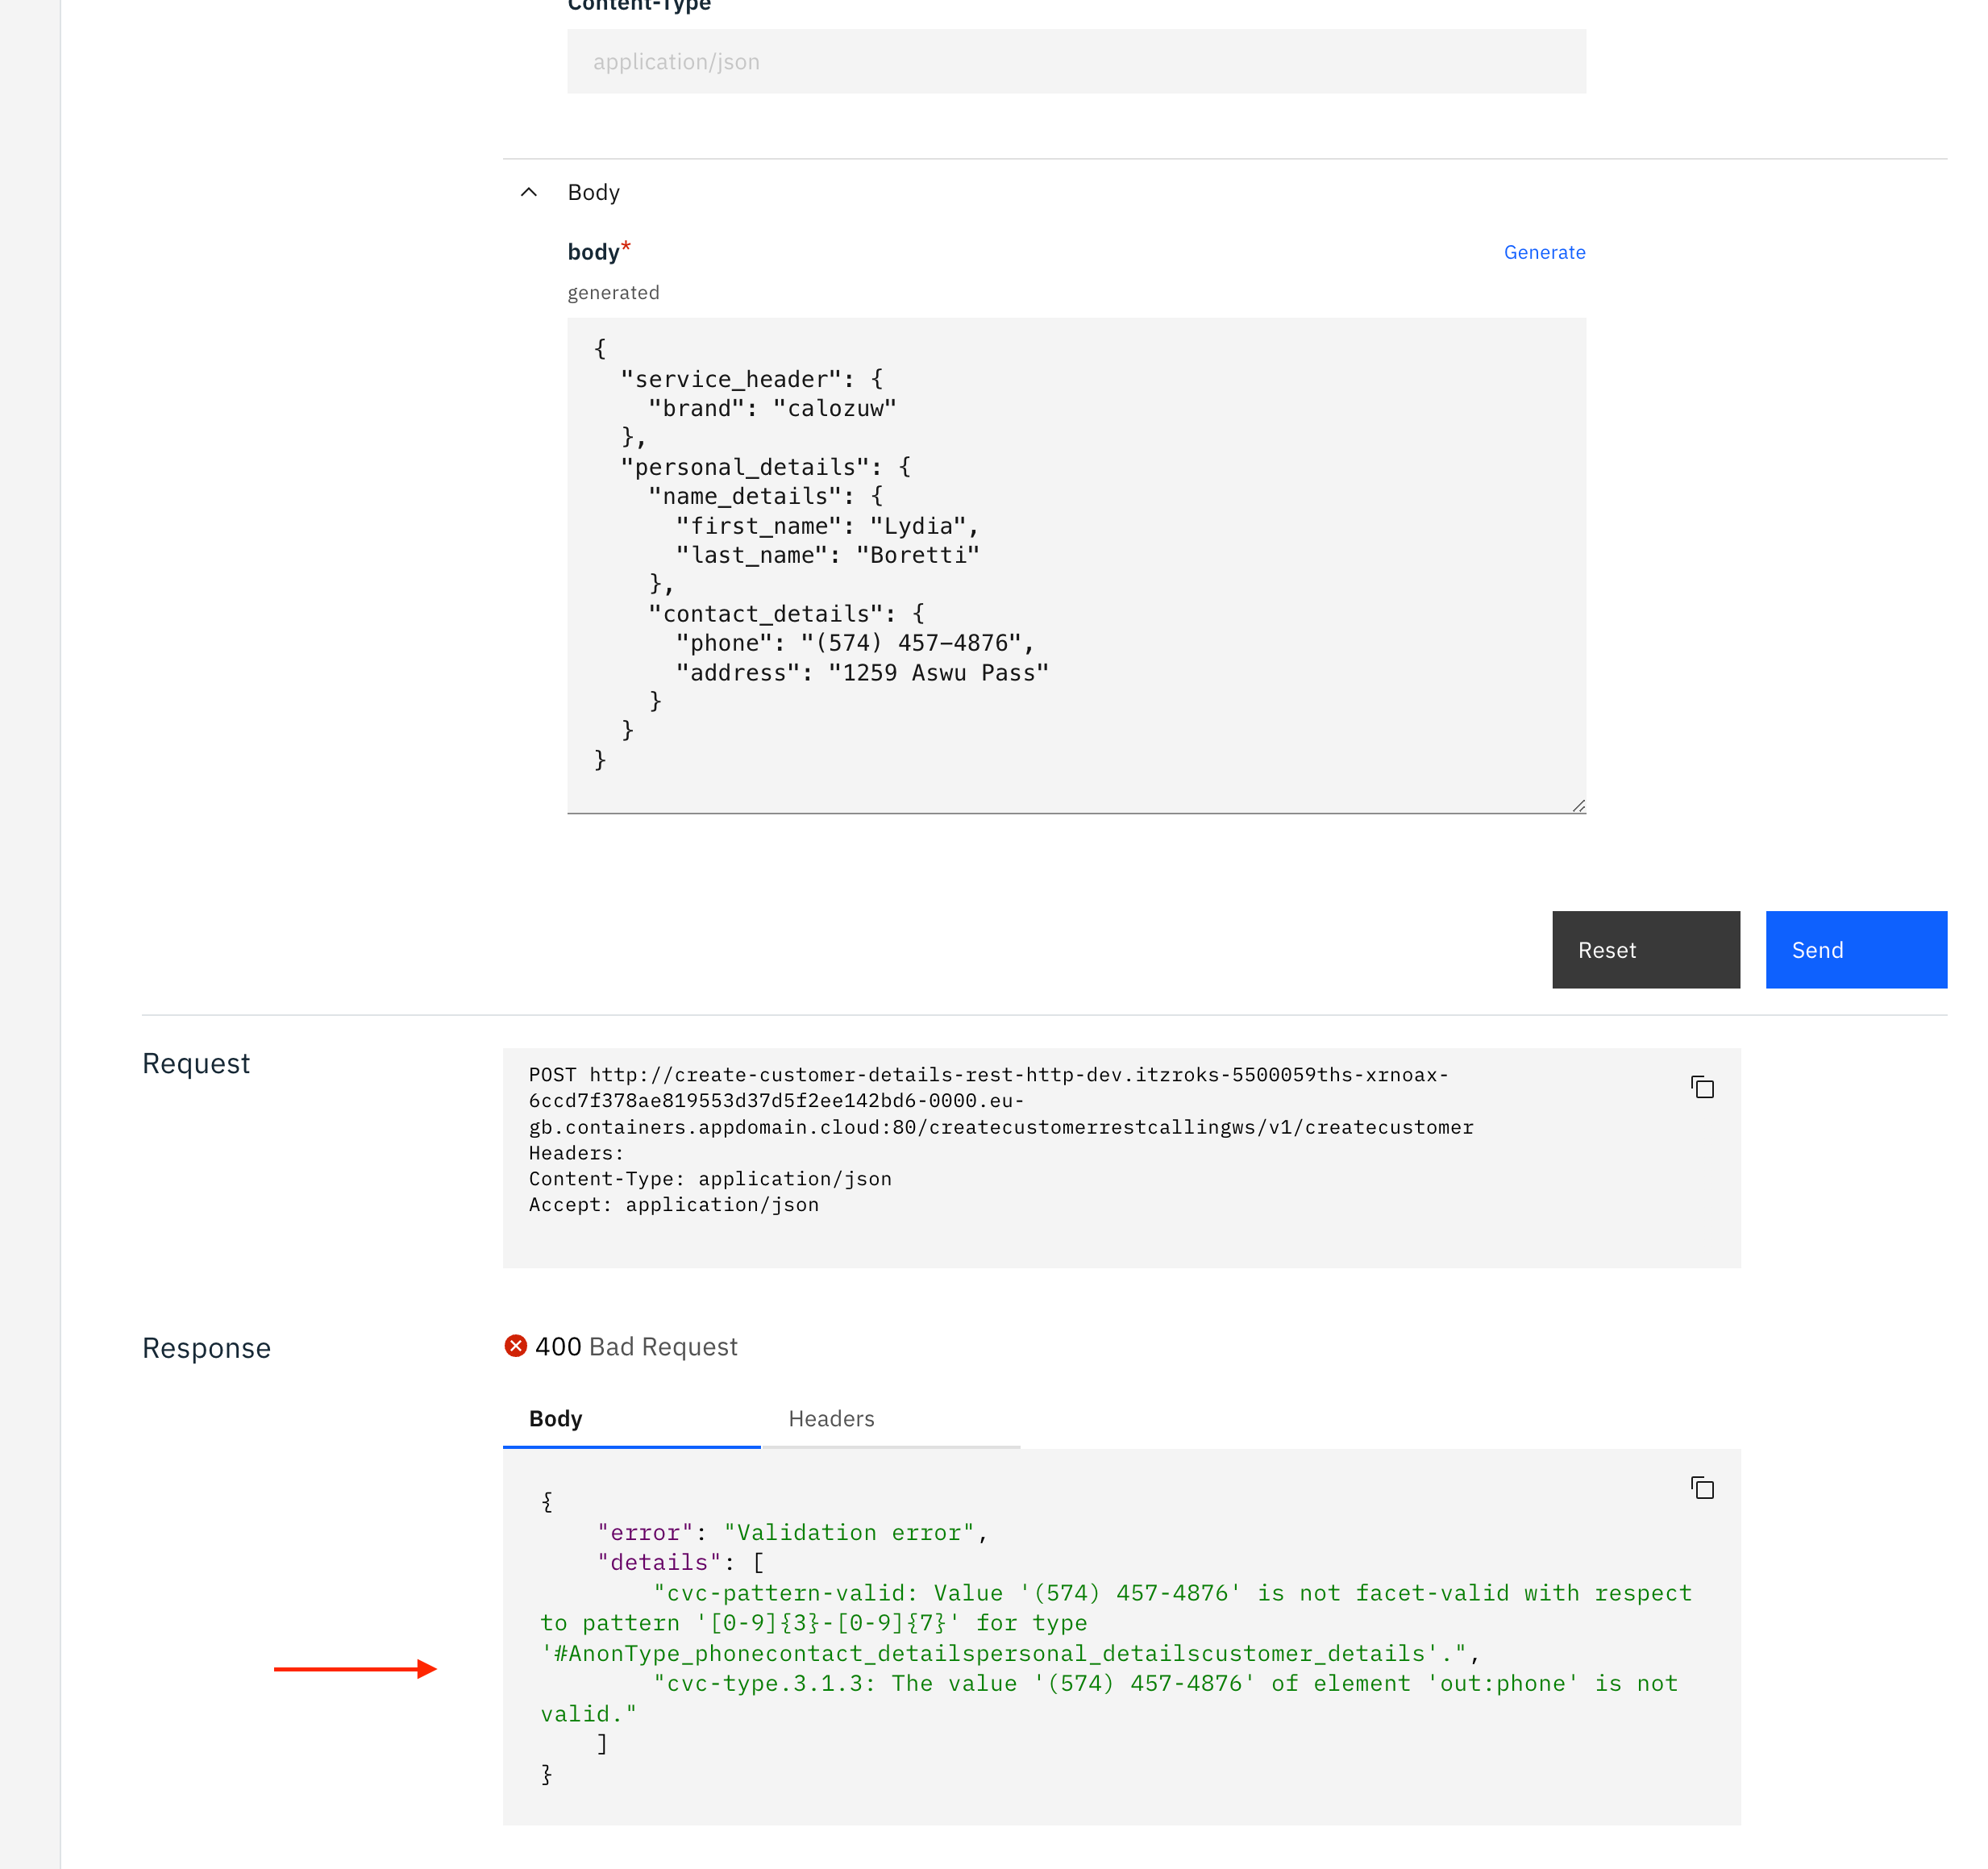 Content-Type
application/json
Body
body*
Generate
generated
{
"service_header": {
"brand": "calozuw"
},
"personal_details": {
"name_details": {
"first_name": "Lydia",
"last_name": "Boretti"
},
"contact_details": {
"phone": "(574) 457-4876",
"address": "1259 Aswu Pass"
}
}
}
Reset
Send
Request
POST http://create-customer-details-rest-http-dev.itzroks-5500059ths-xrnoax-
6ccd7f378ae819553d37d5f2ee142bd6-0000.eu-
gb.containers.appdomain.cloud:80/createcustomerrestcallingws/v1/createcustomer
Headers:
Content-Type: application/json
Accept: application/json
Response
400 Bad Request
Body
Headers
{
"error": "Validation error",
"details": [
"cvc-pattern-valid: Value '(574) 457-4876' is not facet-valid with respect
to pattern '[0-9]{3}-[0-9]{7}' for type
'#AnonType_phonecontact_detailspersonal_detailscustomer_details'.",
"cvc-type.3.1.3: The value '(574) 457-4876' of element 'out:phone' is not
valid."
]
}